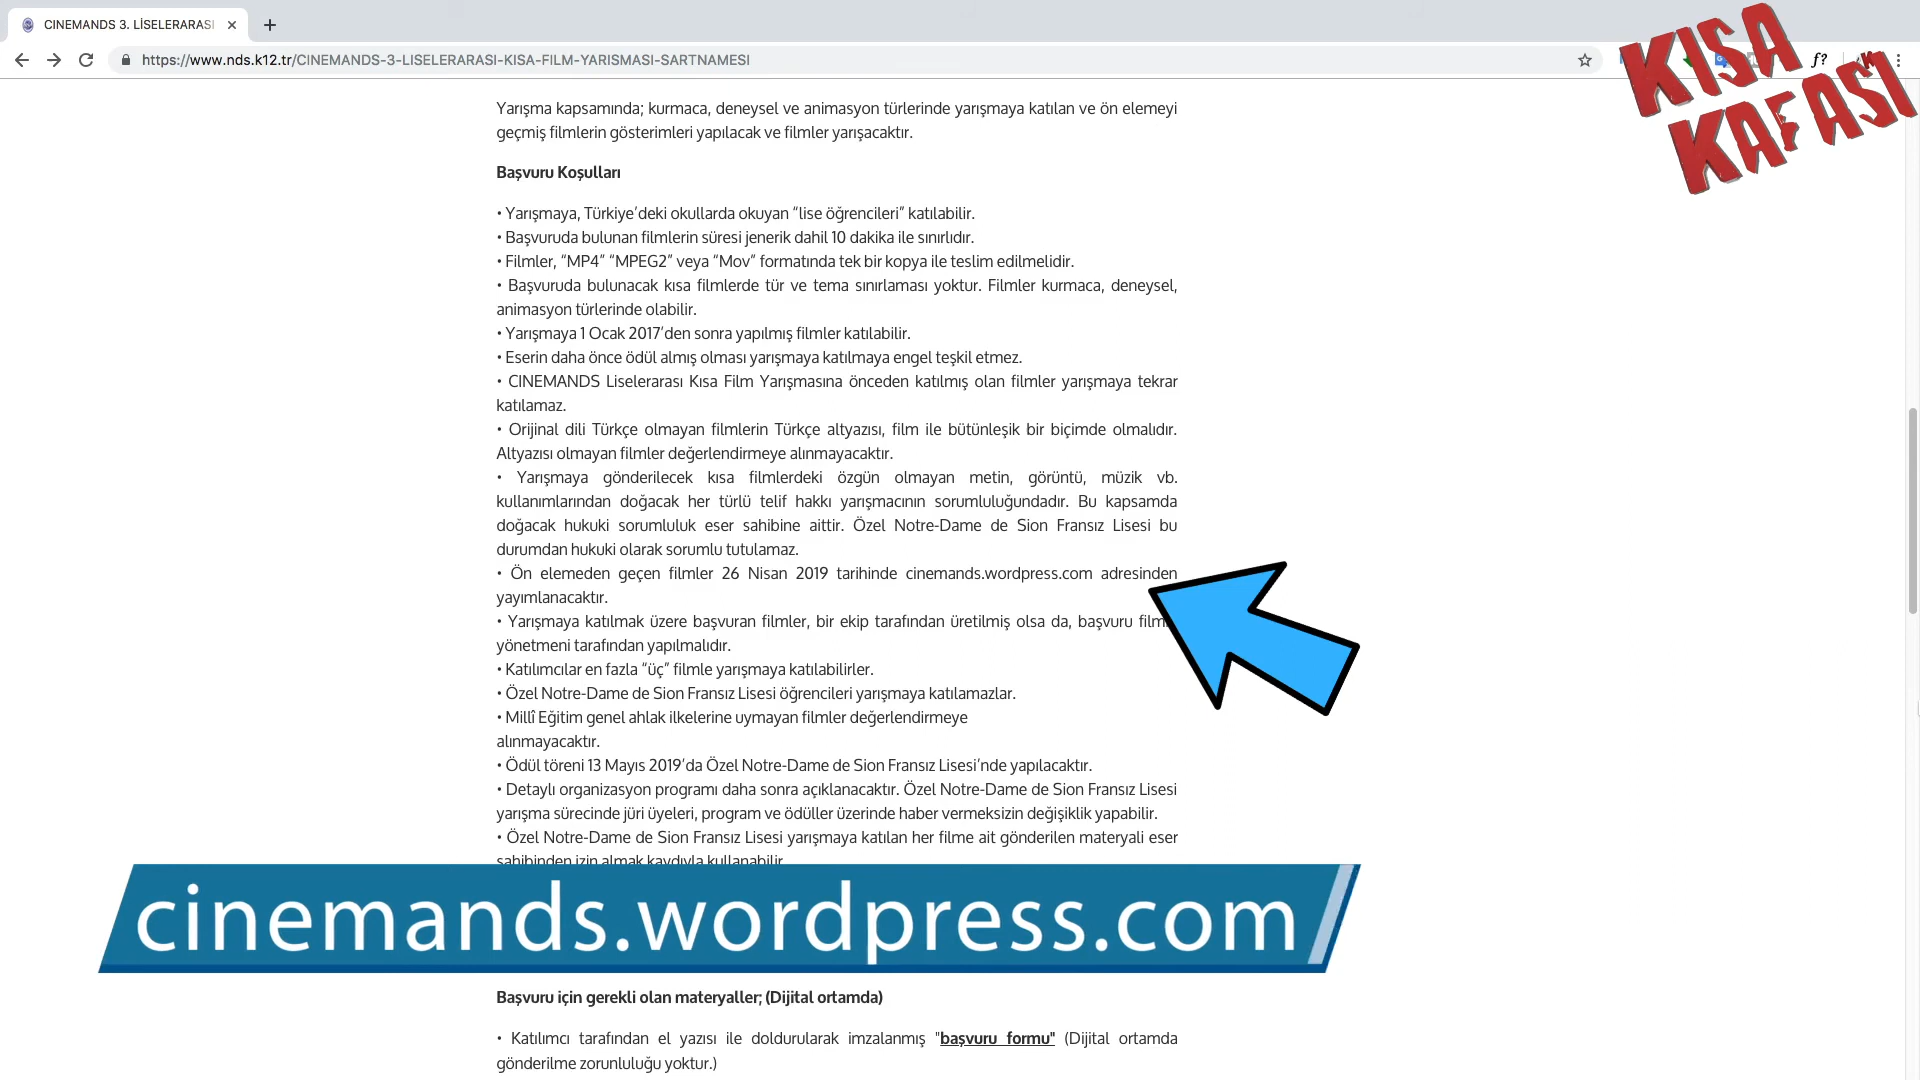 CINEMANDS 3. LİSELERARASI
https://www.nds.k12.tr/CINEMANDS-3-LISELERARASI-KISA-FILM-YARISMASI-SARTNAMESI
f?
KISA
KAFASI
Yarışma kapsamında; kurmaca, deneysel ve animasyon türlerinde yarışmaya katılan ve ön elemeyi
geçmiş filmlerin gösterimleri yapılacak ve filmler yarışacaktır.
Başvuru Koşulları
• Yarışmaya, Türkiye’deki okullarda okuyan “lise öğrencileri” katılabilir.
• Başvuruda bulunan filmlerin süresi jenerik dahil 10 dakika ile sınırlıdır.
• Filmler, “MP4” “MPEG2” veya “Mov” formatında tek bir kopya ile teslim edilmelidir.
• Başvuruda bulunacak kısa filmlerde tür ve tema sınırlaması yoktur. Filmler kurmaca, deneysel,
animasyon türlerinde olabilir.
• Yarışmaya 1 Ocak 2017’den sonra yapılmış filmler katılabilir.
• Eserin daha önce ödül almış olması yarışmaya katılmaya engel teşkil etmez.
• CINEMANDS Liselerarası Kısa Film Yarışmasına önceden katılmış olan filmler yarışmaya tekrar
katılamaz.
• Orijinal dili Türkçe olmayan filmlerin Türkçe altyazısı, film ile bütünleşik bir biçimde olmalıdır.
Altyazısı olmayan filmler değerlendirmeye alınmayacaktır.
• Yarışmaya gönderilecek kısa filmlerdeki özgün olmayan metin, görüntü, müzik vb.
kullanımlarından doğacak her türlü telif hakkı yarışmacının sorumluluğundadır. Bu kapsamda
doğacak hukuki sorumluluk eser sahibine aittir. Özel Notre-Dame de Sion Fransız Lisesi bu
durumdan hukuki olarak sorumlu tutulamaz.
• Ön elemeden geçen filmler 26 Nisan 2019 tarihinde cinemands.wordpress.com adresinden
yayımlanacaktır.
• Yarışmaya katılmak üzere başvuran filmler, bir ekip tarafından üretilmiş olsa da, başvuru
yönetmeni tarafından yapılmalıdır.
• Katılımcılar en fazla “üç” filmle yarışmaya katılabilirler.
• Özel Notre-Dame de Sion Fransız Lisesi öğrencileri yarışmaya katılamazlar.
• Millî Eğitim genel ahlak ilkelerine uymayan filmler değerlendirmeye
alınmayacaktır.
• Ödül töreni 13 Mayıs 2019’da Özel Notre-Dame de Sion Fransız Lisesi’nde yapılacaktır.
• Detaylı organizasyon programı daha sonra açıklanacaktır. Özel Notre-Dame de Sion Fransız Lisesi
yarışma sürecinde jüri üyeleri, program ve ödüller üzerinde haber vermeksizin değişiklik yapabilir.
• Özel Notre-Dame de Sion Fransız Lisesi yarışmaya katılan her filme ait gönderilen materyali eser
sahibinden izin almak kaydıyla kullanabilir.
cinemands.wordpress.com
Başvuru için gerekli olan materyaller; (Dijital ortamda)
• Katılımcı tarafından el yazısı ile doldurularak imzalanmış "başvuru formu" (Dijital ortamda
gönderilme zorunluluğu yoktur.)